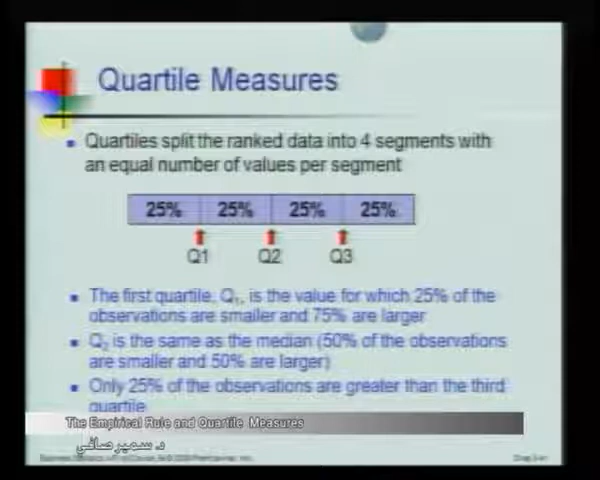 Quartile Measures
Quartiles split the ranked data into 4 segments with
an equal number of values per segment
25% 25% 25% 25%
Q1 Q2 Q3
The first quartile, Q₁, is the value for which 25% of the
observations are smaller and 75% are larger
Q₂ is the same as the median (50% of the observations
are smaller and 50% are larger)
Only 25% of the observations are greater than the third
quartile
The Empirical Rule and Quartile Measures
د. سمير صافي